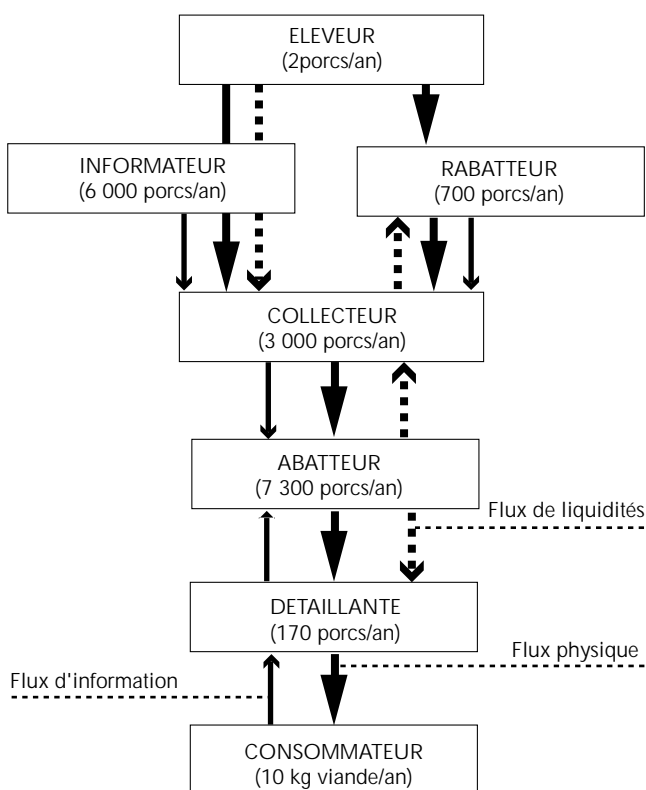 ELEVEUR
(2porcs/an)
INFORMATEUR
(6 000 porcs/an)
RABATTEUR
(700 porcs/an)
COLLECTEUR
(3 000 porcs/an)
ABATTEUR
(7 300 porcs/an)
Flux de liquidités
DETAILLANTE
(170 porcs/an)
Flux physique
Flux d'information
CONSOMMATEUR
(10 kg viande/an)